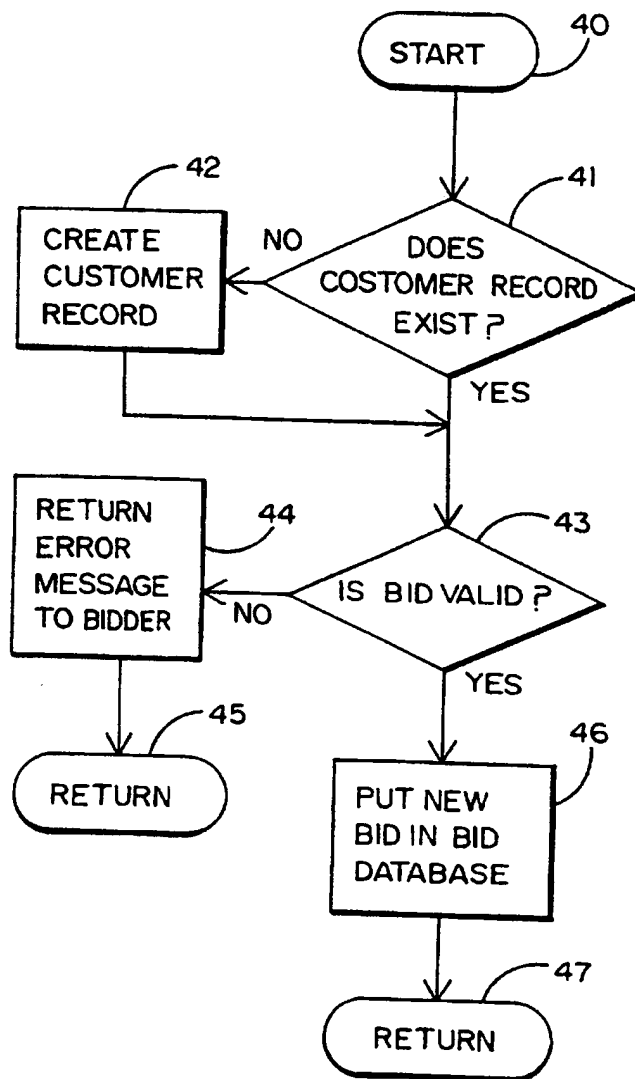 START
40
42
41
CREATE
CUSTOMER
RECORD
NO
DOES
COSTOMER RECORD
EXIST?
YES
RETURN
ERROR
MESSAGE
TO BIDDER
44
43
NO
IS BID VALID?
YES
45
RETURN
46
PUT NEW
BID IN BID
DATABASE
47
RETURN